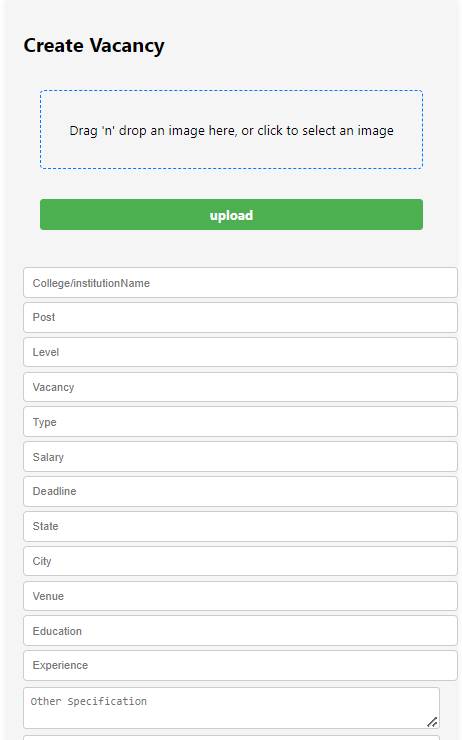 Create Vacancy
Drag 'n' drop an image here, or click to select an image
upload
College/institutionName
Post
Level
Vacancy
Type
Salary
Deadline
State
City
Venue
Education
Experience
Other Specification